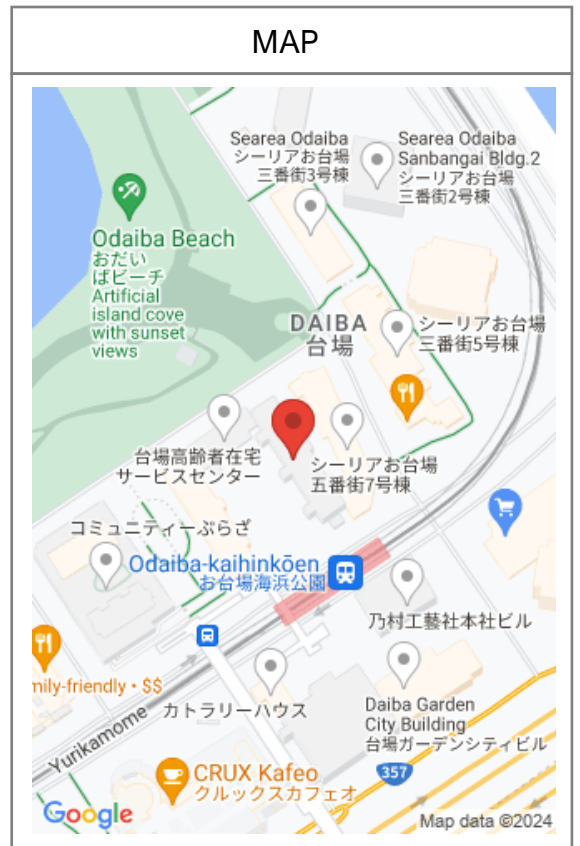 MAP
Searea Odaiba
シーリアお台場
三番街3号棟
Searea Odaiba
Sanbangai Bldg.2
シーリアお台場
三番街2号棟
Odaiba Beach
おだい
ばビーチ
Artificial
island cove
with sunset
views
DAIBA
台場
シーリアお台場
三番街5号棟
台場高齢者在宅
サービスセンター
シーリアお台場
五番街7号棟
コミュニティーぷらざ
Odaiba-kaihinkōen
お台場海浜公園
乃村工藝社本社ビル
mily-friendly • $$
カトラリーハウス
Daiba Garden
City Building
台場ガーデンシティビル
Yurikamome
CRUX Kafeo
クルックスカフェオ
357
Google
Map data ©2024